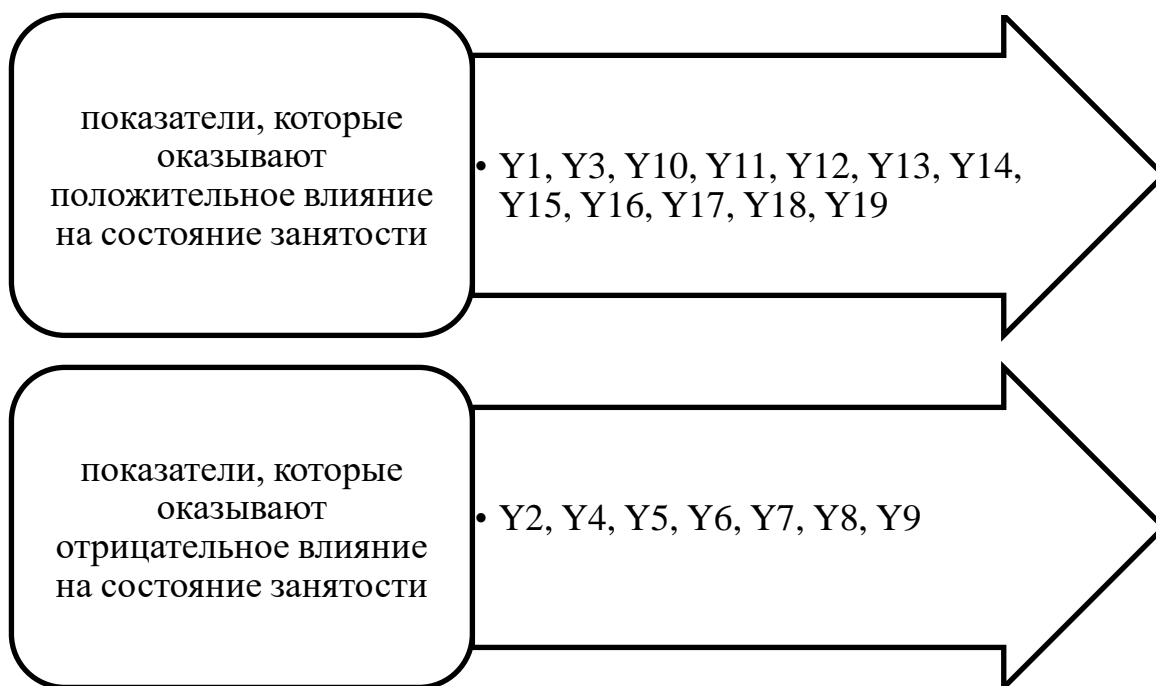 показатели, которые
оказывают
положительное влияние
на состояние занятости
• Y1, Y3, Y10, Y11, Y12, Y13, Y14,
Y15, Y16, Y17, Y18, Y19
показатели, которые
оказывают
отрицательное влияние
на состояние занятости
• Y2, Y4, Y5, Y6, Y7, Y8, Y9